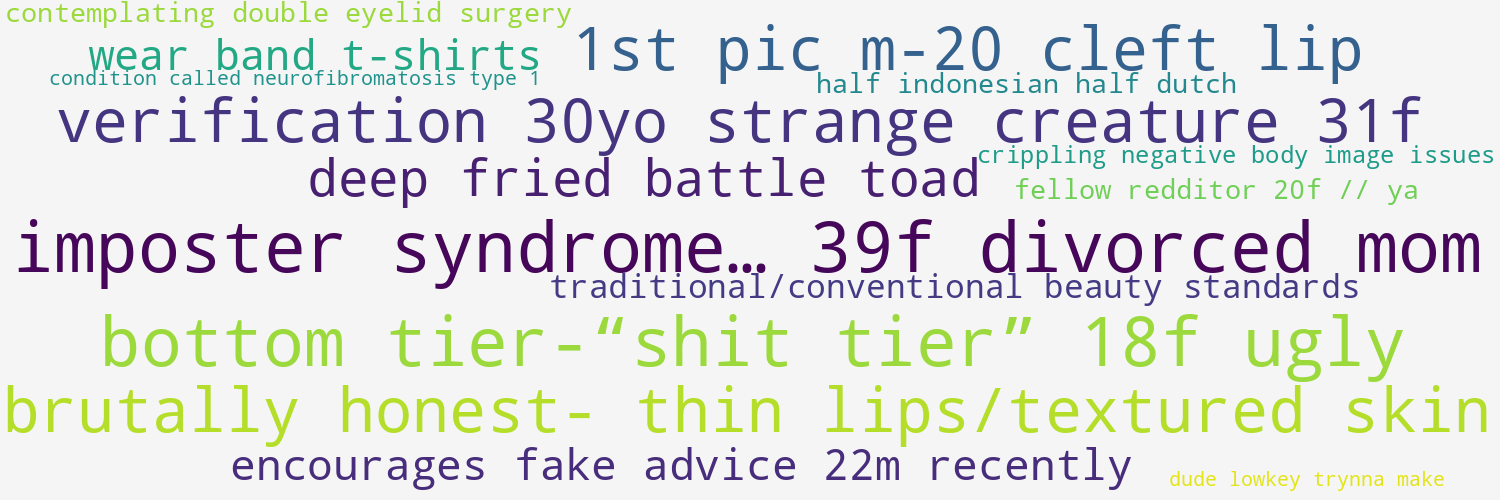 contemplating double eyelid surgery
wear band t-shirts
1st pic m-20 cleft lip
condition called neurofibromatosis type 1
half indonesian half dutch
verification 30yo strange creature 31f
crippling negative body image issues
deep fried battle toad
fellow redditor 20f // ya
imposter syndrome… 39f divorced mom
traditional/conventional beauty standards
bottom tier-“shit tier” 18f ugly
brutally honest- thin lips/textured skin
encourages fake advice 22m recently
dude lowkey trynna make